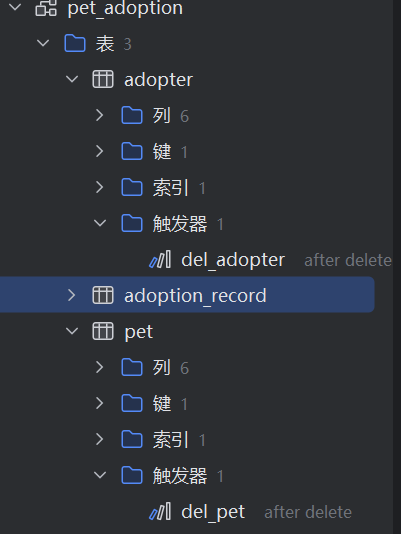 pet_adoption
表 3
adopter
列 6
键 1
索引 1
触发器 1
del_adopter after delete
adoption_record
pet
列 6
键 1
索引 1
触发器 1
del_pet after delete